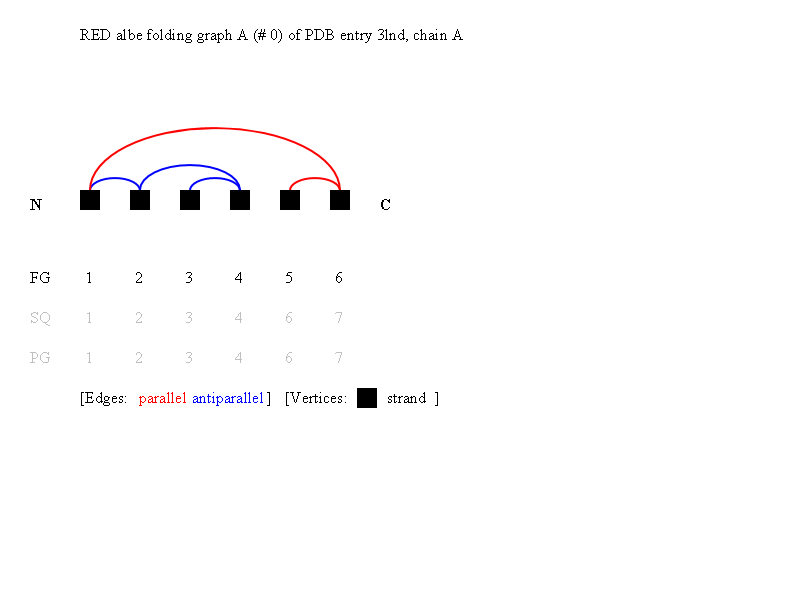 RED albe folding graph A (# 0) of PDB entry 3lnd, chain A
N C
FG 1 2 3 4 5 6
SQ 1 2 3 4 6 7
PG 1 2 3 4 6 7
[Edges: parallel antiparallel ] [Vertices: strand ]